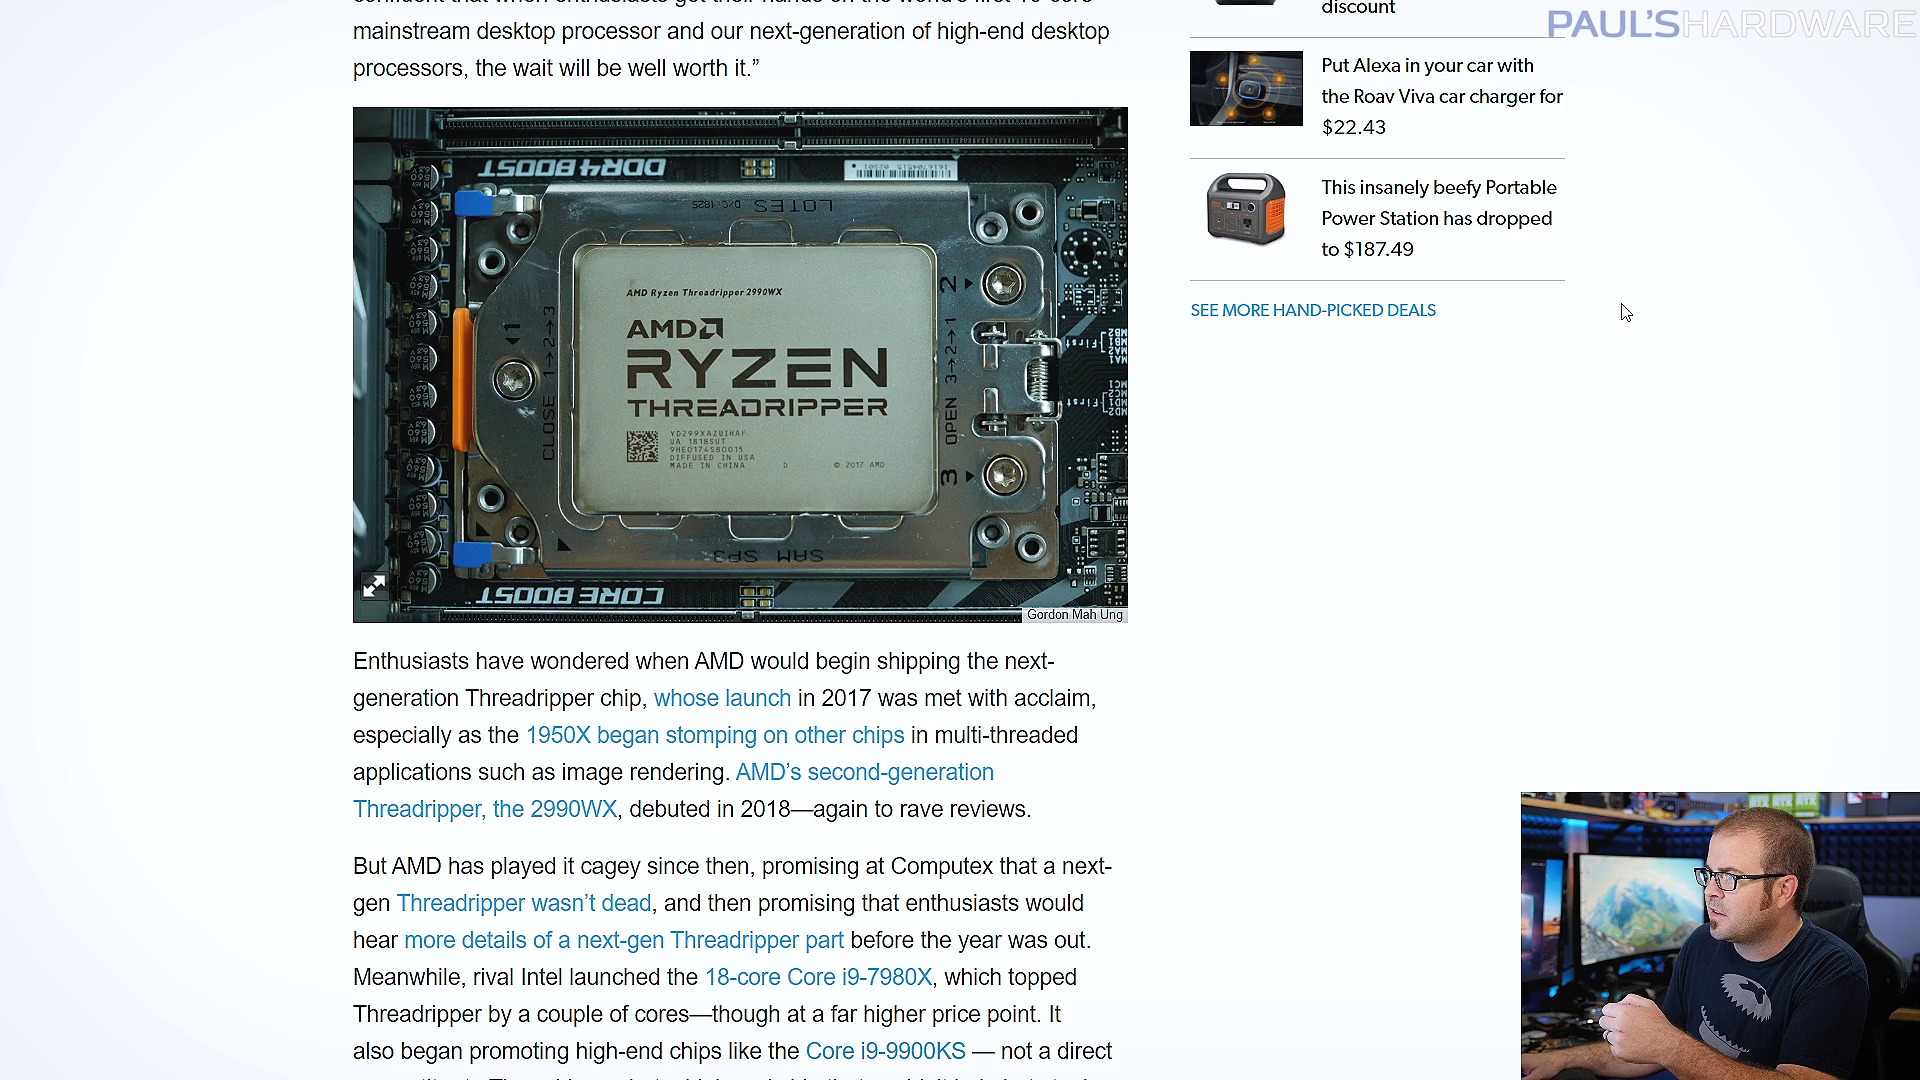 mainstream desktop processor and our next-generation of high-end desktop
processors, the wait will be well worth it.”
discount
PAUL'SHARDWARE
Put Alexa in your car with
the Roav Viva car charger for
$22.43
This insanely beefy Portable
Power Station has dropped
to $187.49
SEE MORE HAND-PICKED DEALS
DDR4 BOOST
LOTES D/C:1825
AMD Ryzen Threadripper 2990WX
AMD
RYZEN
THREADRIPPER
YD299XAZUIHAF
UA 1818SUT
9HE0174S80015
DIFFUSED IN USA
MADE IN CHINA
D
© 2017 AMD
1
CLOSE 1→2→3
OPEN 3→2→1
2
3
SAM SP3
CORE BOOST
Gordon Mah Ung
Enthusiasts have wondered when AMD would begin shipping the next-
generation Threadripper chip, whose launch in 2017 was met with acclaim,
especially as the 1950X began stomping on other chips in multi-threaded
applications such as image rendering. AMD’s second-generation
Threadripper, the 2990WX, debuted in 2018—again to rave reviews.
But AMD has played it cagey since then, promising at Computex that a next-
gen Threadripper wasn’t dead, and then promising that enthusiasts would
hear more details of a next-gen Threadripper part before the year was out.
Meanwhile, rival Intel launched the 18-core Core i9-7980X, which topped
Threadripper by a couple of cores—though at a far higher price point. It
also began promoting high-end chips like the Core i9-9900KS — not a direct